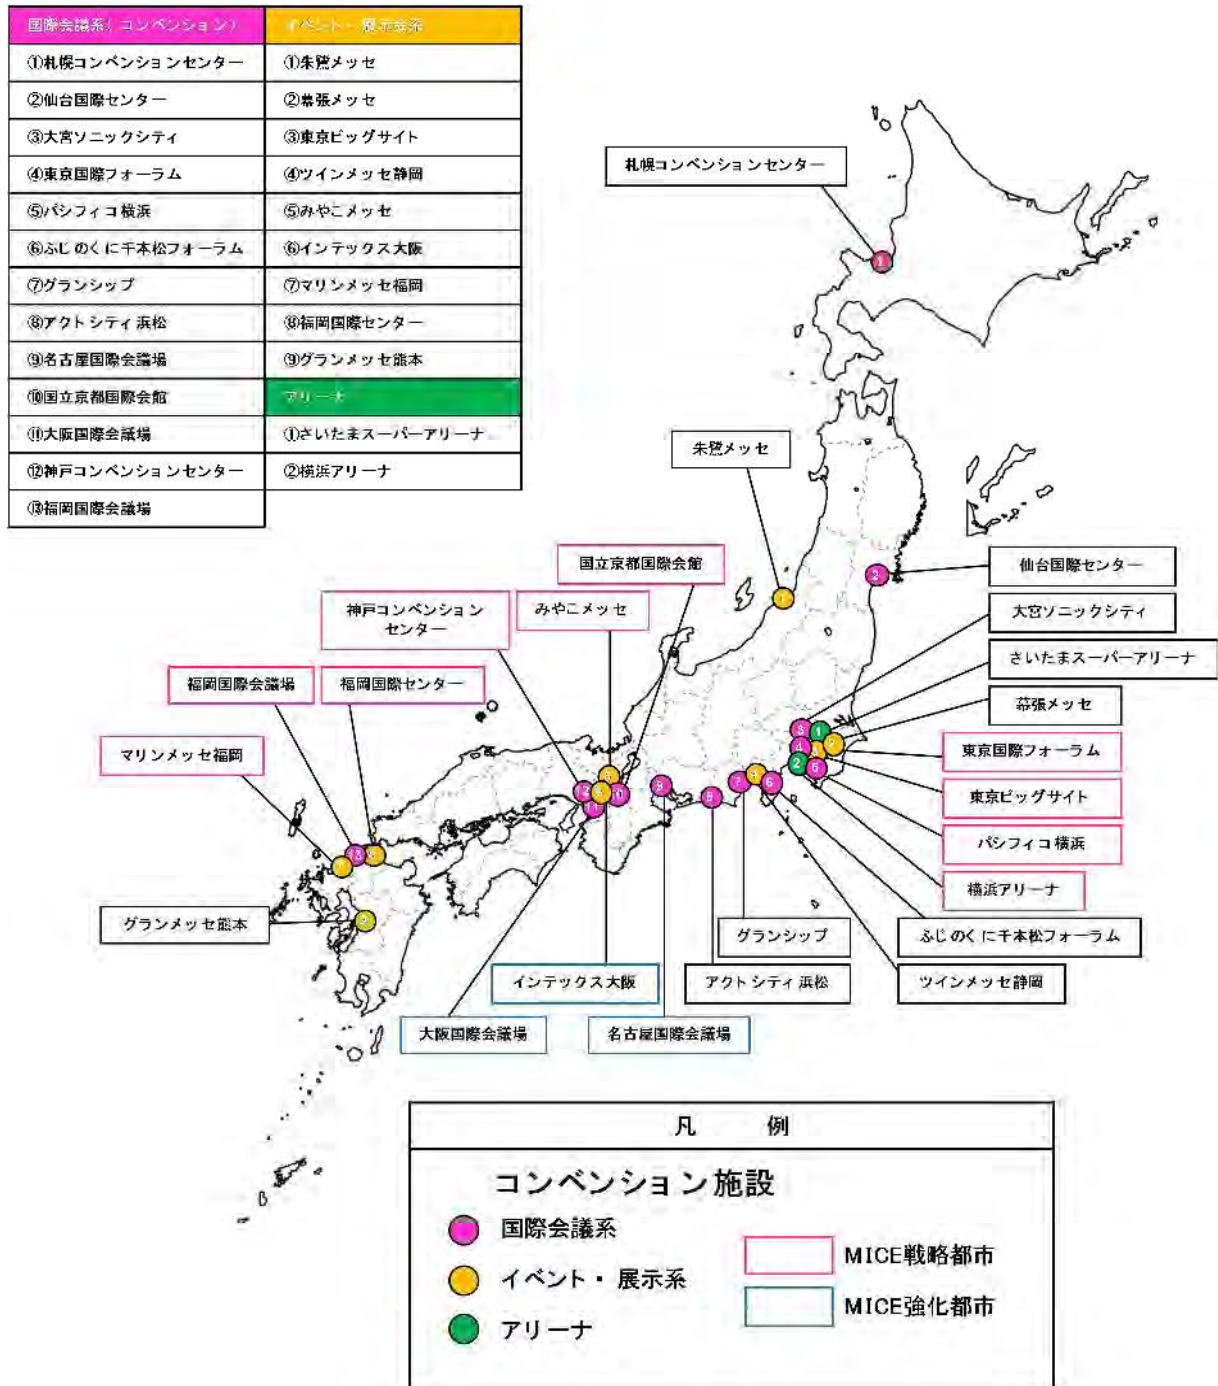 国際会議系(コンベンション)
イベント・展示会系
①札幌コンベンションセンター
①朱鷺メッセ
②仙台国際センター
②幕張メッセ
③大宮ソニックシティ
③東京ビッグサイト
④東京国際フォーラム
④ツインメッセ静岡
⑤パシフィコ横浜
⑤みやこメッセ
⑥ふじのくに千本松フォーラム
⑥インテックス大阪
⑦グランシップ
⑦マリンメッセ福岡
⑧アクトシティ浜松
⑧福岡国際センター
⑨名古屋国際会議場
⑨グランメッセ熊本
⑩国立京都国際会館
アリーナ
⑪大阪国際会議場
①さいたまスーパーアリーナ
⑫神戸コンベンションセンター
②横浜アリーナ
⑬福岡国際会議場
札幌コンベンションセンター
1
朱鷺メッセ
国立京都国際会館
仙台国際センター
2
神戸コンベンション
センター
みやこメッセ
大宮ソニックシティ
さいたまスーパーアリーナ
福岡国際会議場
福岡国際センター
幕張メッセ
マリンメッセ福岡
東京国際フォーラム
東京ビッグサイト
パシフィコ横浜
横浜アリーナ
3
1
4
2
2
5
9
8
7
6
12
11
13
グランメッセ熊本
グランシップ
ふじのくに千本松フォーラム
インテックス大阪
アクトシティ浜松
ツインメッセ静岡
大阪国際会議場
名古屋国際会議場
凡 例
コンベンション施設
国際会議系
イベント・展示系
アリーナ
MICE戦略都市
MICE強化都市